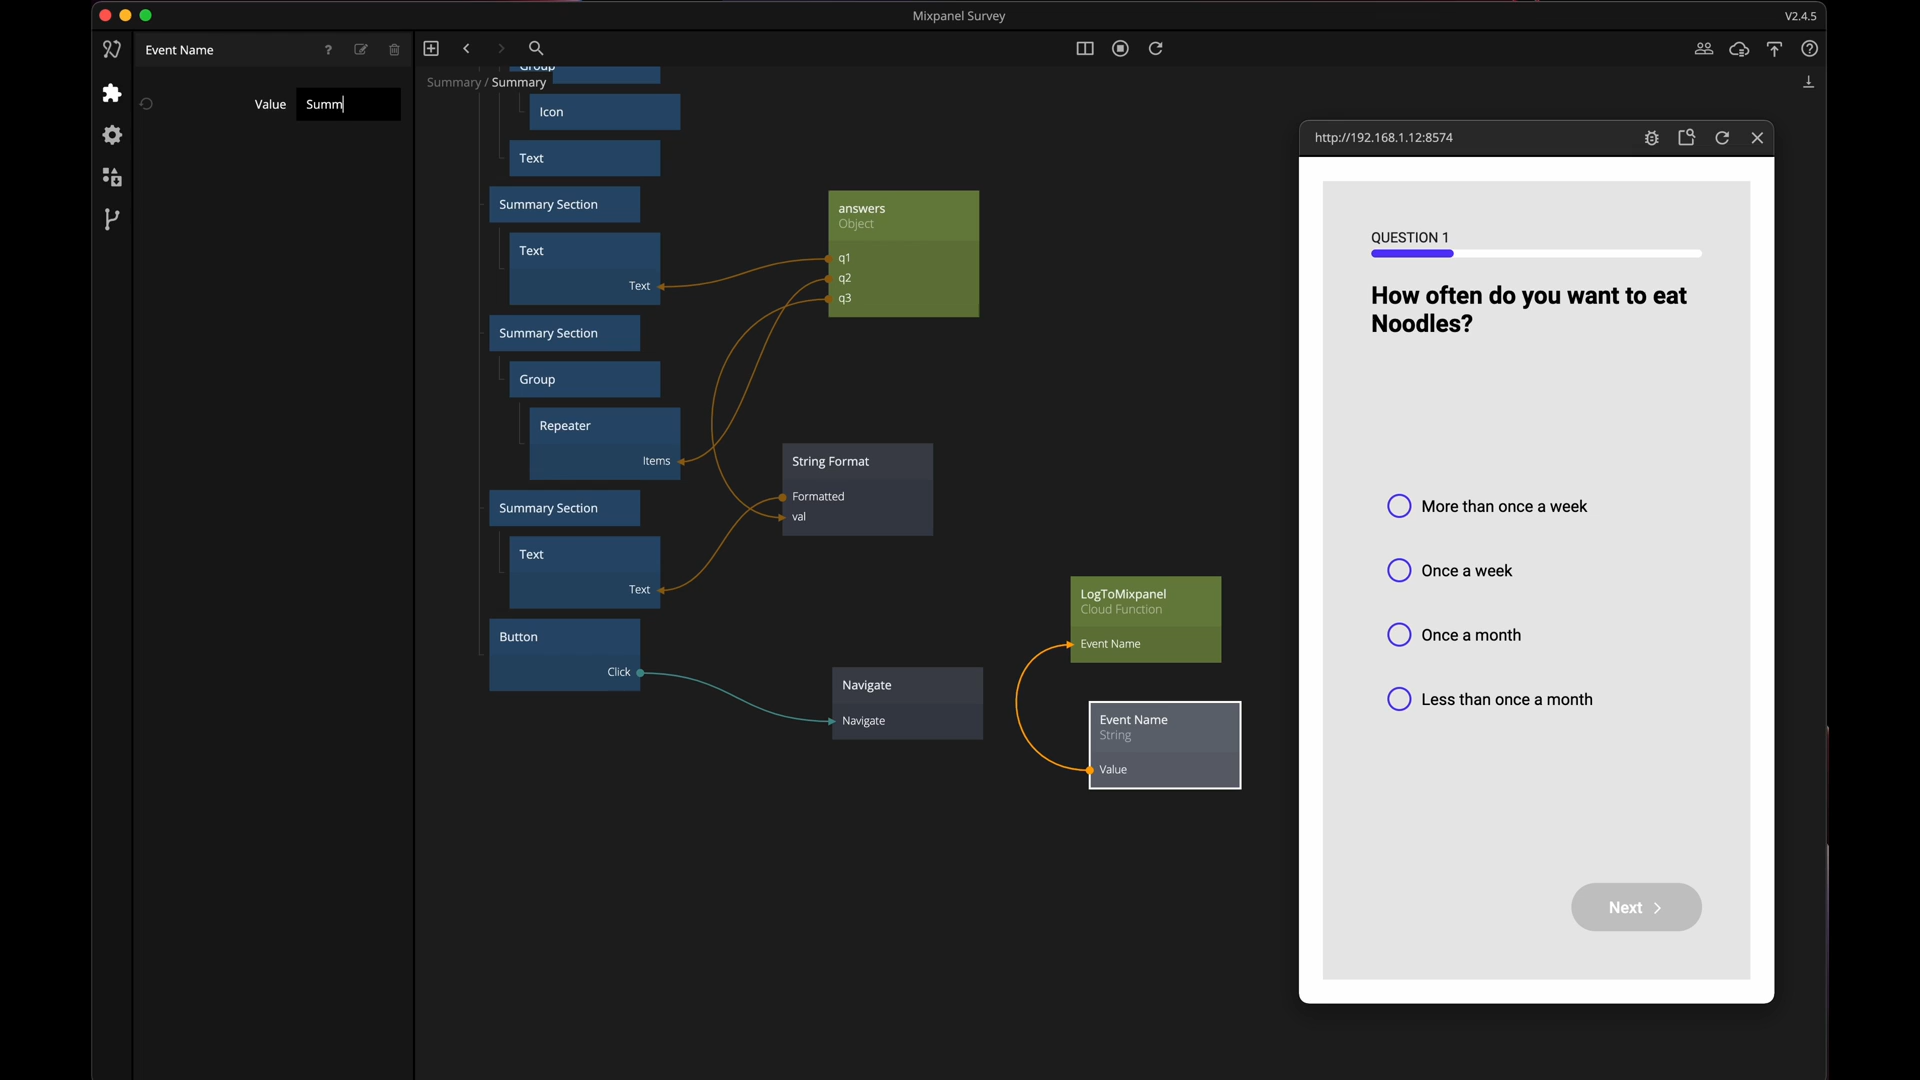 Mixpanel Survey
V2.4.5
Event Name
Value
Summ
Summary / Summary
Group
Icon
Text
Summary Section
Text
Text
Summary Section
Group
Repeater
Items
Summary Section
Text
Text
Button
Click
answers
Object
q1
q2
q3
String Format
Formatted
val
Navigate
Navigate
LogToMixpanel
Cloud Function
Event Name
Event Name
String
Value
http://192.168.1.12:8574
QUESTION 1
How often do you want to eat
Noodles?
More than once a week
Once a week
Once a month
Less than once a month
Next